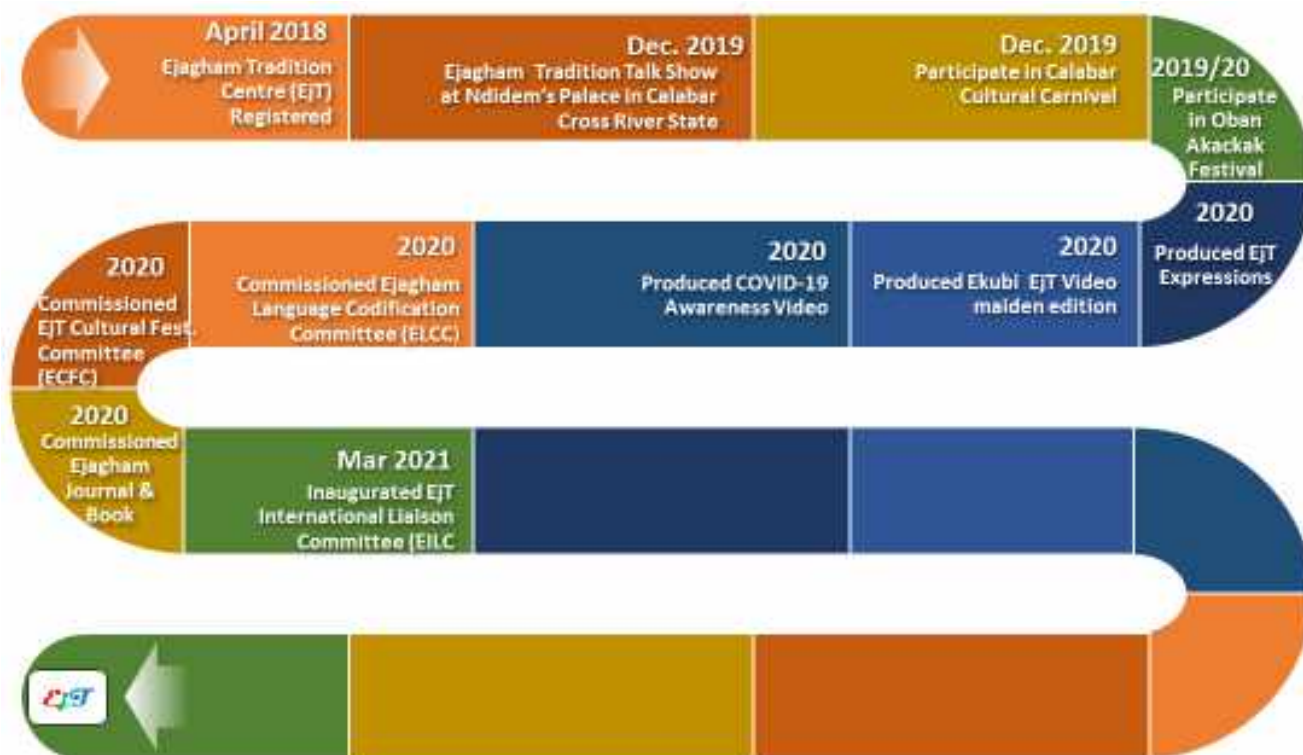 April 2018
Ejagham Tradition
Centre (EjT)
Registered
Dec. 2019
Ejagham Tradition Talk Show
at Ndidem's Palace in Calabar
Cross River State
Dec. 2019
Participate in Calabar
Cultural Carnival
2019/20
Participate
in Oban
Akackak
Festival
2020
Produced EjT
Expressions
2020
Produced Ekubi EjT Video
maiden edition
2020
Produced COVID-19
Awareness Video
2020
Commissioned Ejagham
Language Codification
Committee (ELCC)
2020
Commissioned
EjT Cultural Fest.
Committee
(ECFC)
2020
Commissioned
Ejagham
Journal &
Book
Mar 2021
Inaugurated EjT
International Liaison
Committee (EILC
EjT